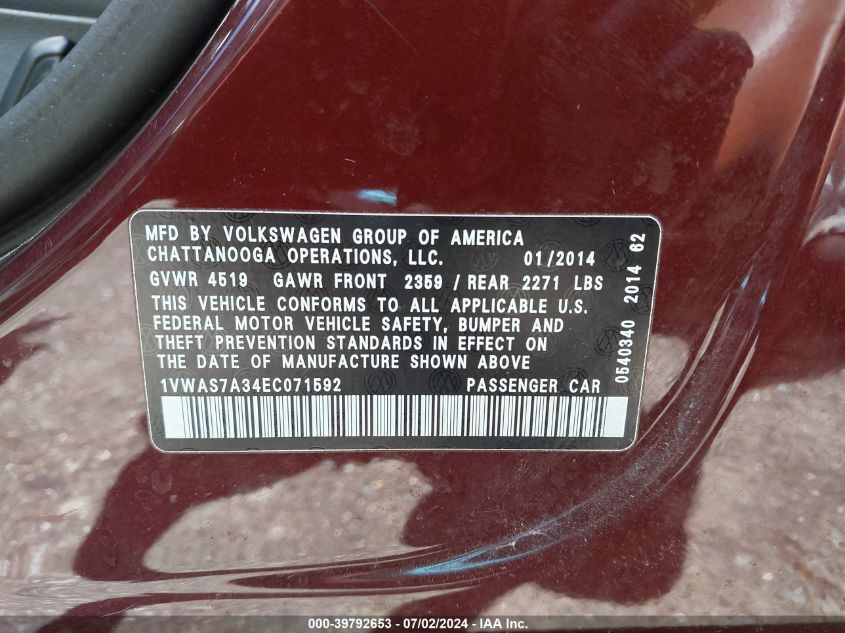 MFD BY VOLKSWAGEN GROUP OF AMERICA
CHATTANOOGA OPERATIONS, LLC. 01/2014
GVWR 4519 GAWR FRONT 2359 / REAR 2271 LBS
THIS VEHICLE CONFORMS TO ALL APPLICABLE U.S.
FEDERAL MOTOR VEHICLE SAFETY, BUMPER AND
THEFT PREVENTION STANDARDS IN EFFECT ON
THE DATE OF MANUFACTURE SHOWN ABOVE
1VWAS7A34EC071592 PASSENGER CAR
0540340 2014 62
000-39792653 - 07/02/2024 - IAA Inc.